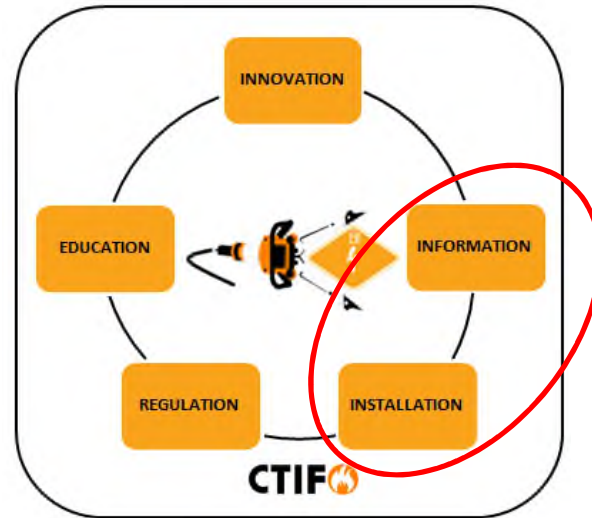 INNOVATION
EDUCATION
INFORMATION
REGULATION
INSTALLATION
CTIF